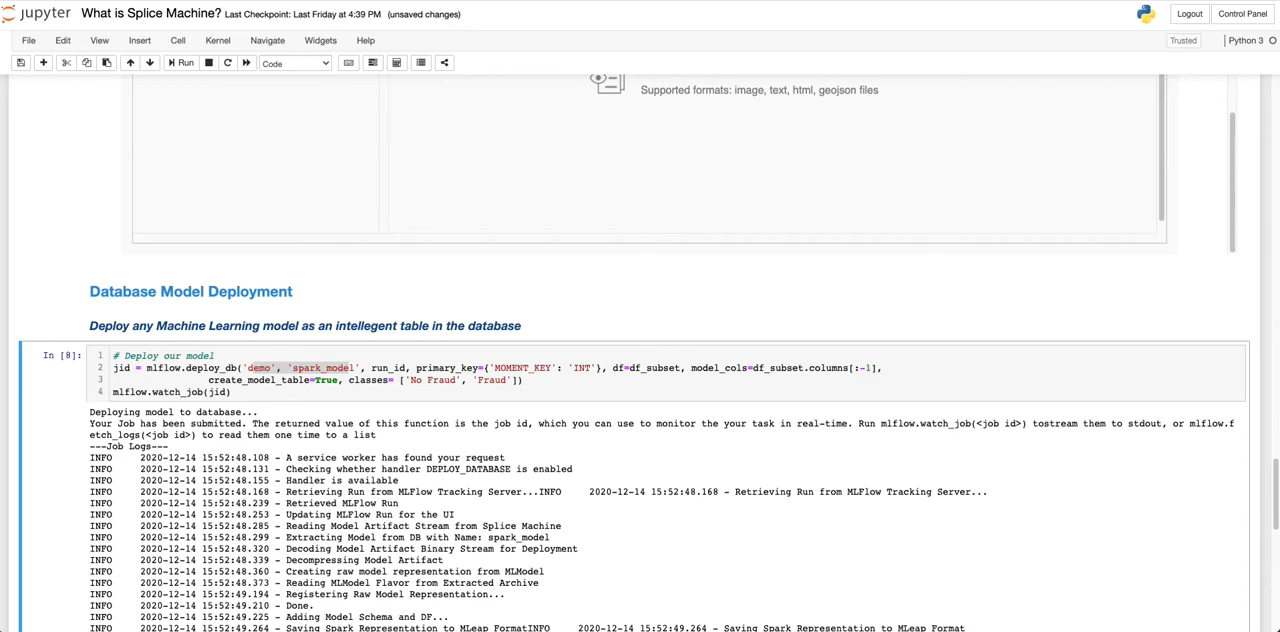 jupyter What is Splice Machine? Last Checkpoint: Last Friday at 4:39 PM (unsaved changes) Logout Control Panel
File Edit View Insert Cell Kernel Navigate Widgets Help Trusted Python 3
Run Code
Supported formats: image, text, html, geojson files
Database Model Deployment
Deploy any Machine Learning model as an intellegent table in the database
In [8]: 1 # Deploy our model
2 jid = mlflow.deploy_db('demo', 'spark_model', run_id, primary_key={'MOMENT_KEY': 'INT'}, df=df_subset, model_cols=df_subset.columns[:-1],
3 create_model_table=True, classes= ['No Fraud', 'Fraud'])
4 mlflow.watch_job(jid)
Deploying model to database...
Your Job has been submitted. The returned value of this function is the job id, which you can use to monitor the your task in real-time. Run mlflow.watch_job(<job id>) tostream them to stdout, or mlflow.f
etch_logs(<job id>) to read them one time to a list
---Job Logs---
INFO 2020-12-14 15:52:48.108 - A service worker has found your request
INFO 2020-12-14 15:52:48.131 - Checking whether handler DEPLOY_DATABASE is enabled
INFO 2020-12-14 15:52:48.155 - Handler is available
INFO 2020-12-14 15:52:48.168 - Retrieving Run from MLFlow Tracking Server...INFO 2020-12-14 15:52:48.168 - Retrieving Run from MLFlow Tracking Server...
INFO 2020-12-14 15:52:48.239 - Retrieved MLFlow Run
INFO 2020-12-14 15:52:48.253 - Updating MLFlow Run for the UI
INFO 2020-12-14 15:52:48.285 - Reading Model Artifact Stream from Splice Machine
INFO 2020-12-14 15:52:48.299 - Extracting Model from DB with Name: spark_model
INFO 2020-12-14 15:52:48.320 - Decoding Model Artifact Binary Stream for Deployment
INFO 2020-12-14 15:52:48.339 - Decompressing Model Artifact
INFO 2020-12-14 15:52:48.360 - Creating raw model representation from MLModel
INFO 2020-12-14 15:52:48.373 - Reading MLModel Flavor from Extracted Archive
INFO 2020-12-14 15:52:49.194 - Registering Raw Model Representation...
INFO 2020-12-14 15:52:49.210 - Done.
INFO 2020-12-14 15:52:49.225 - Adding Model Schema and DF...
INFO 2020-12-14 15:52:49.264 - Saving Spark Representation to MLeap FormatINFO 2020-12-14 15:52:49.264 - Saving Spark Representation to MLeap Format